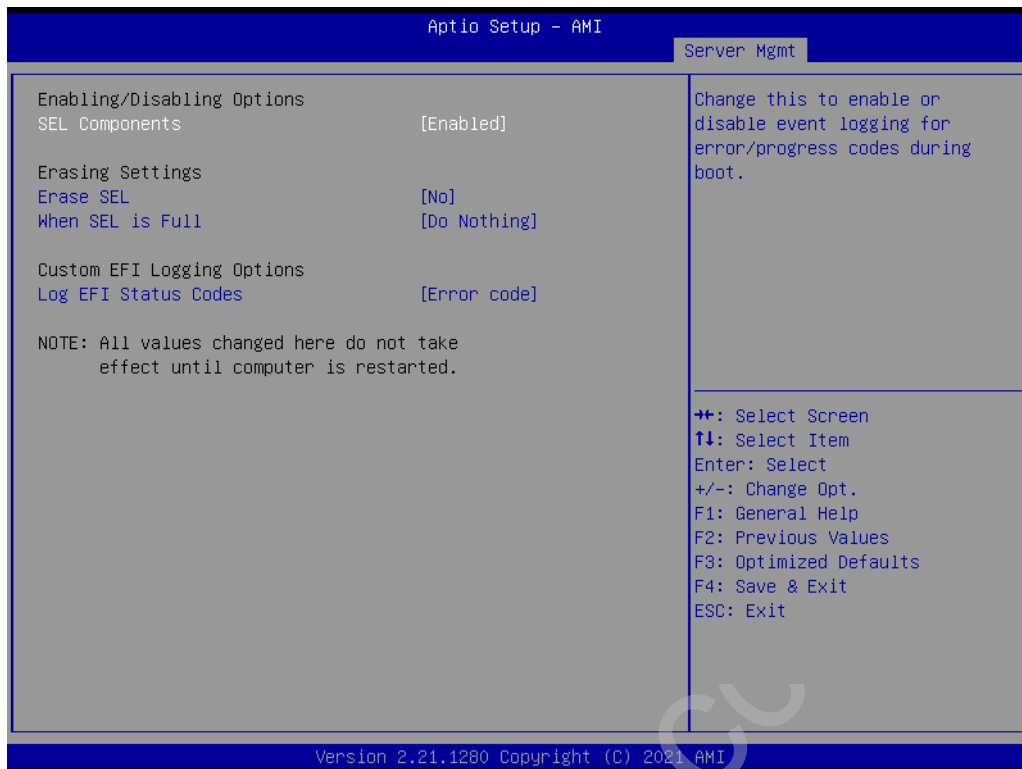 Aptio Setup – AMI
Server Mgmt
Enabling/Disabling Options
SEL Components [Enabled]
Erasing Settings
Erase SEL [No]
When SEL is Full [Do Nothing]
Custom EFI Logging Options
Log EFI Status Codes [Error code]
NOTE: All values changed here do not take
effect until computer is restarted.
Change this to enable or
disable event logging for
error/progress codes during
boot.
→←: Select Screen
↑↓: Select Item
Enter: Select
+/-: Change Opt.
F1: General Help
F2: Previous Values
F3: Optimized Defaults
F4: Save & Exit
ESC: Exit
Version 2.21.1280 Copyright (C) 2021 AMI